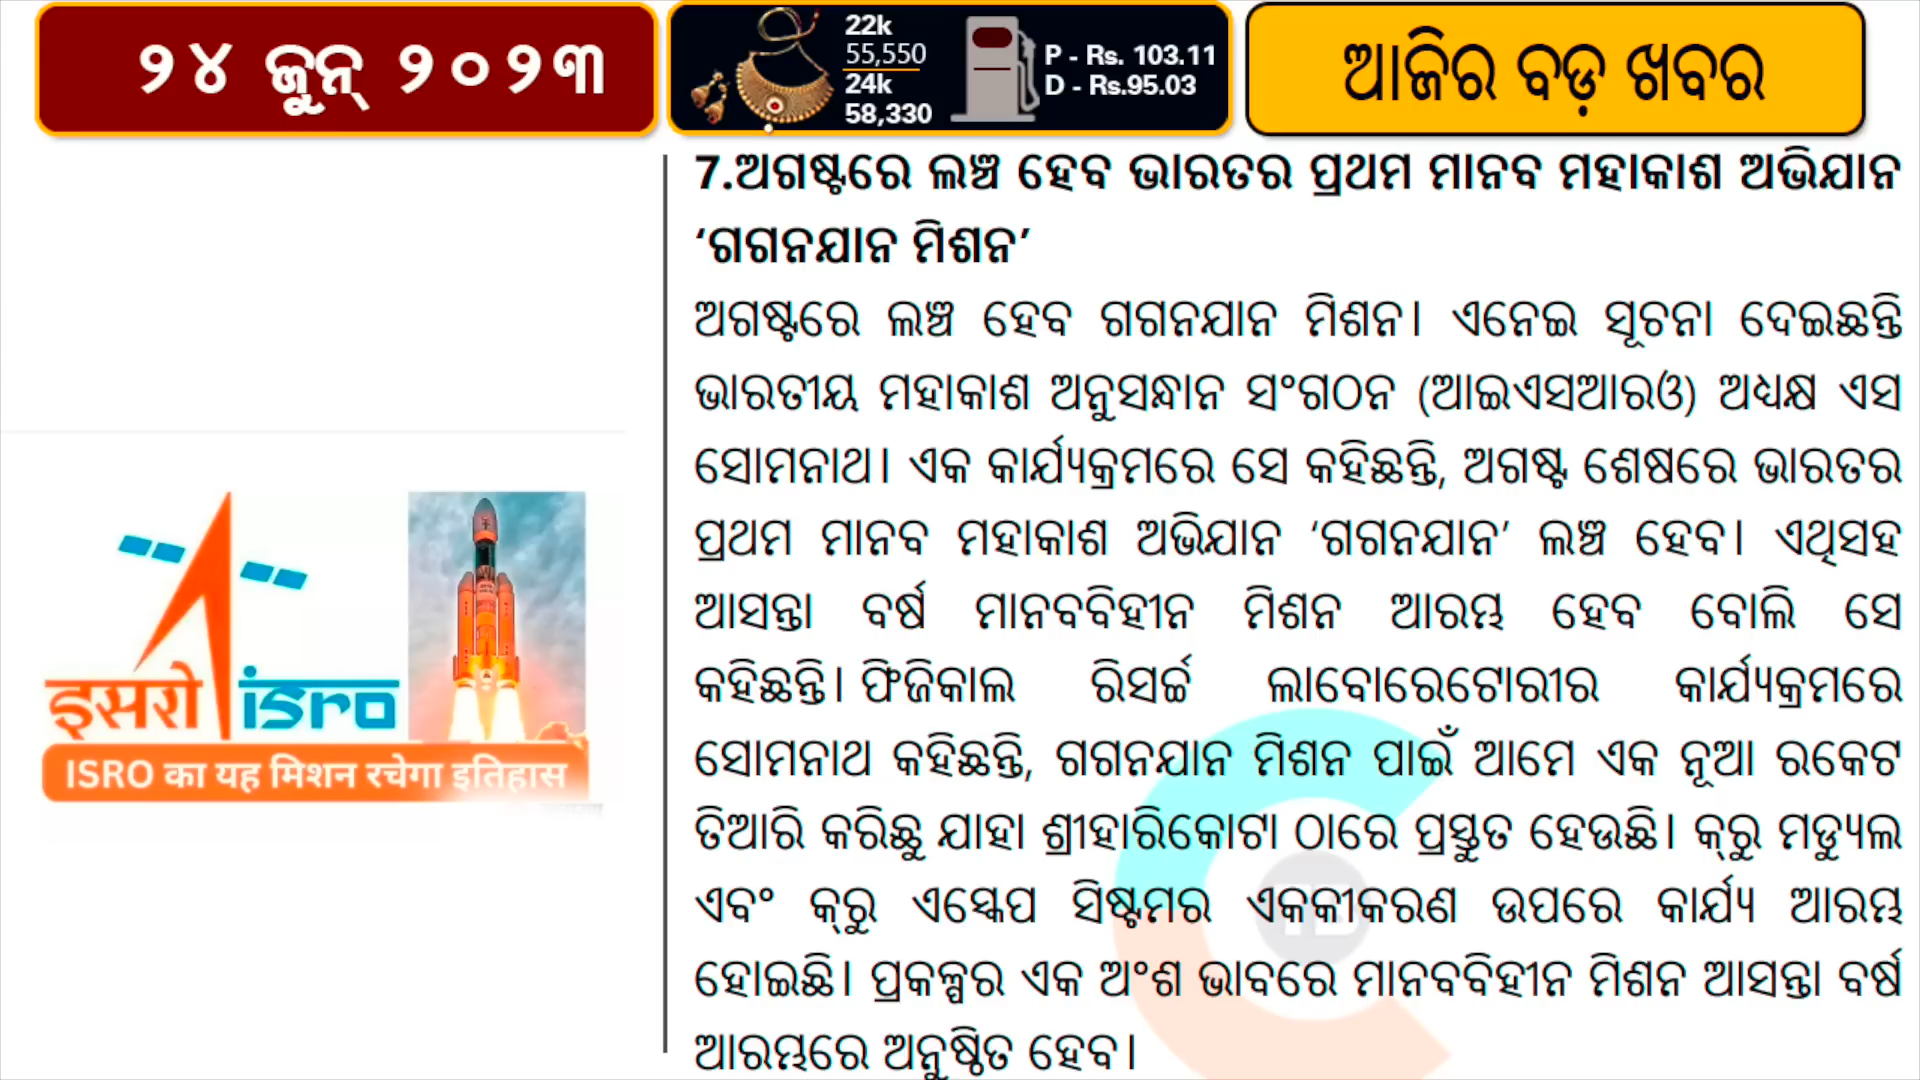 ୨୪ ଜୁନ୍ ୨୦୨୩
22k
55,550
24k
58,330
P - Rs. 103.11
D - Rs.95.03
ଆଜିର ବଡ଼ ଖବର
7.ଅଗଷ୍ଟରେ ଲଞ୍ଚ ହେବ ଭାରତର ପ୍ରଥମ ମାନବ ମହାକାଶ ଅଭିଯାନ
‘ଗଗନଯାନ ମିଶନ’
ଅଗଷ୍ଟରେ ଲଞ୍ଚ ହେବ ଗଗନଯାନ ମିଶନ। ଏନେଇ ସୂଚନା ଦେଇଛନ୍ତି
ଭାରତୀୟ ମହାକାଶ ଅନୁସନ୍ଧାନ ସଂଗଠନ (ଆଇଏସଆରଓ) ଅଧ୍ୟକ୍ଷ ଏସ
ସୋମନାଥ। ଏକ କାର୍ଯ୍ୟକ୍ରମରେ ସେ କହିଛନ୍ତି, ଅଗଷ୍ଟ ଶେଷରେ ଭାରତର
ପ୍ରଥମ ମାନବ ମହାକାଶ ଅଭିଯାନ ‘ଗଗନଯାନ’ ଲଞ୍ଚ ହେବ। ଏଥିସହ
ଆସନ୍ତା ବର୍ଷ ମାନବବିହୀନ ମିଶନ ଆରମ୍ଭ ହେବ ବୋଲି ସେ
କହିଛନ୍ତି। ଫିଜିକାଲ ରିସର୍ଚ୍ଚ ଲାବୋରେଟୋରୀର କାର୍ଯ୍ୟକ୍ରମରେ
ସୋମନାଥ କହିଛନ୍ତି, ଗଗନଯାନ ମିଶନ ପାଇଁ ଆମେ ଏକ ନୂଆ ରକେଟ
ତିଆରି କରିଛୁ ଯାହା ଶ୍ରୀହାରିକୋଟା ଠାରେ ପ୍ରସ୍ତୁତ ହେଉଛି। କ୍ରୁ ମଡ୍ୟୁଲ
ଏବଂ କ୍ରୁ ଏସ୍କେପ ସିଷ୍ଟମର ଏକକୀକରଣ ଉପରେ କାର୍ଯ୍ୟ ଆରମ୍ଭ
ହୋଇଛି। ପ୍ରକଳ୍ପର ଏକ ଅଂଶ ଭାବରେ ମାନବବିହୀନ ମିଶନ ଆସନ୍ତା ବର୍ଷ
ଆରମ୍ଭରେ ଅନୁଷ୍ଠିତ ହେବ।
इसरो isro
ISRO का यह मिशन रचेगा इतिहास